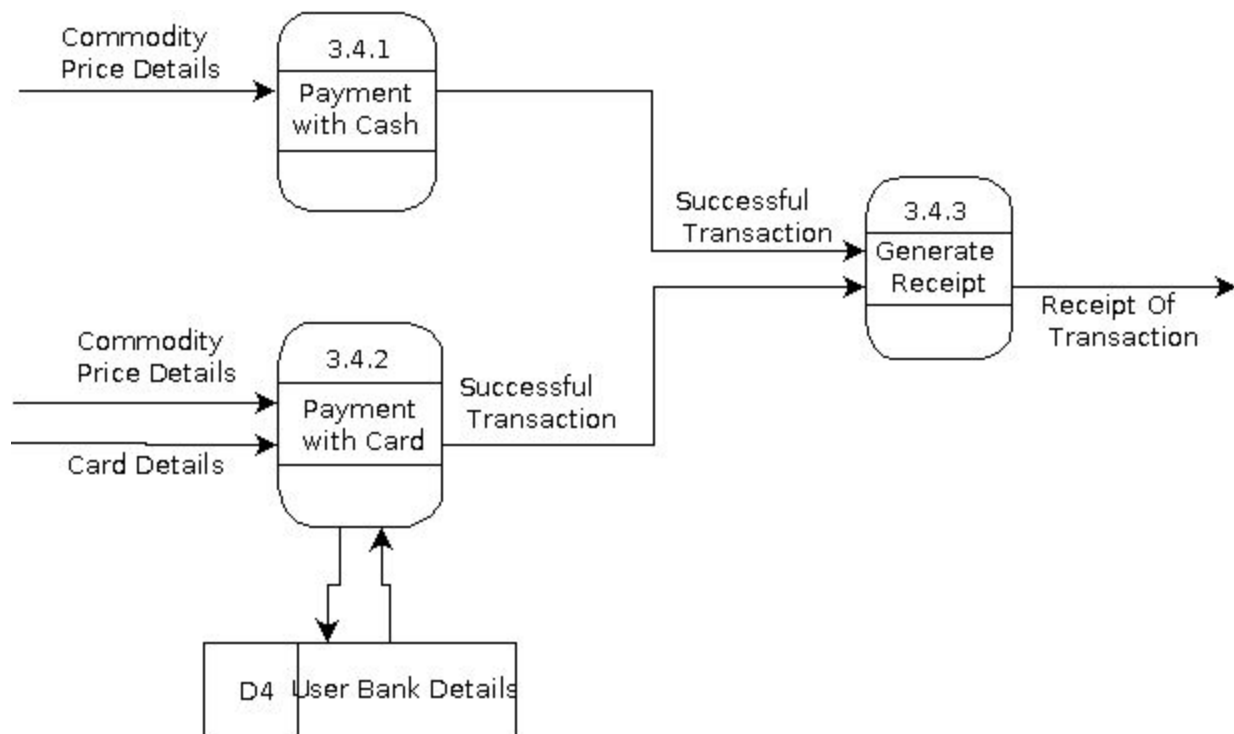 Commodity
Price Details
3.4.1
Payment
with Cash
Successful
Transaction
3.4.3
Generate
Receipt
Receipt Of
Transaction
Commodity
Price Details
Card Details
3.4.2
Payment
with Card
Successful
Transaction
D4
User Bank Details